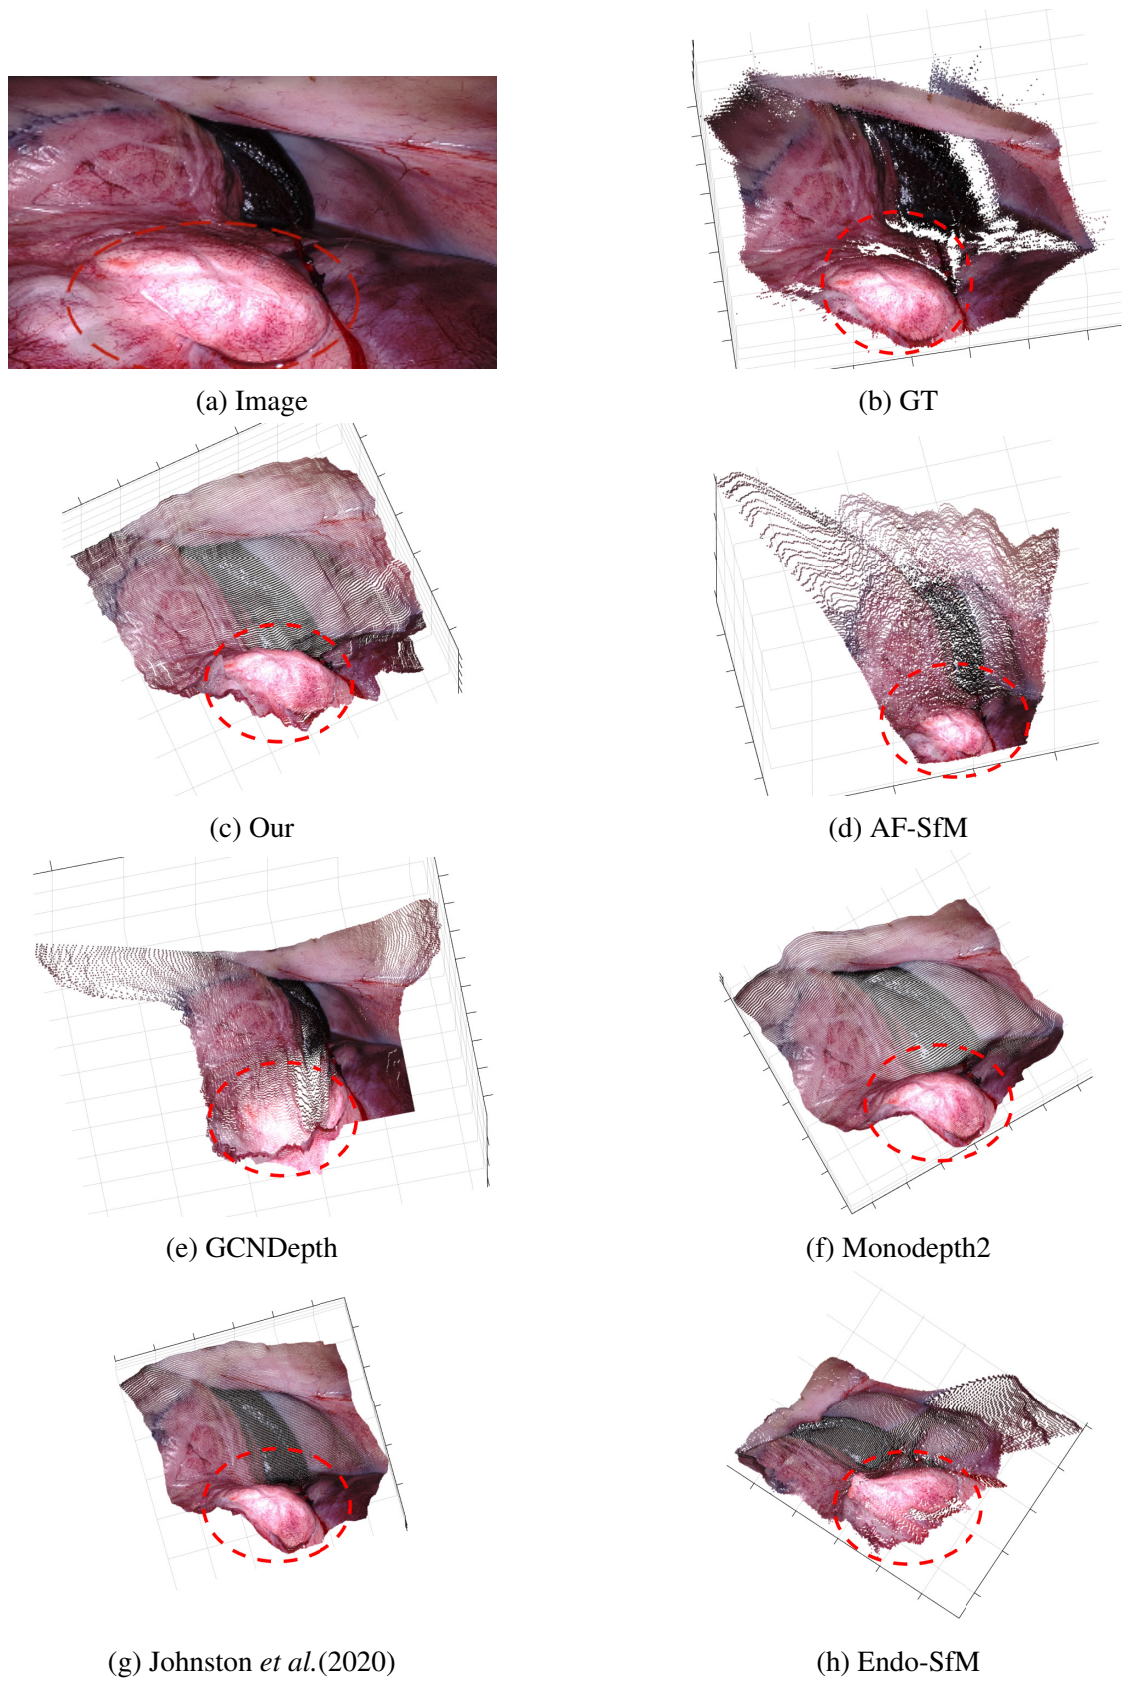 (a) Image
(b) GT
(c) Our
(d) AF-SfM
(e) GCNDepth
(f) Monodepth2
(g) Johnston et al.(2020)
(h) Endo-SfM